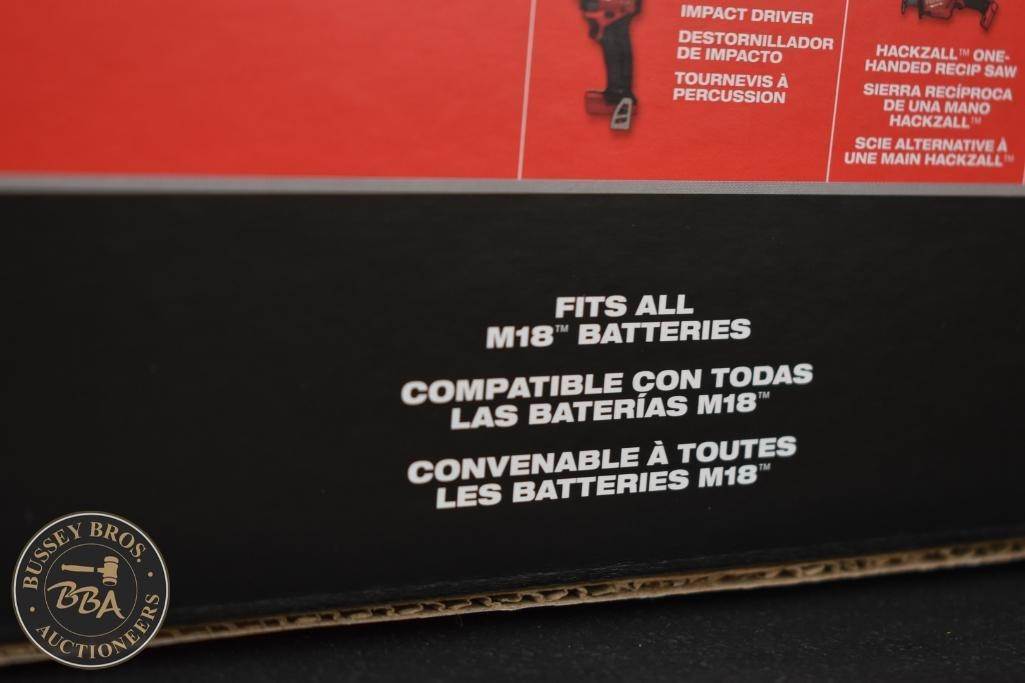 IMPACT DRIVER
DESTORNILLADOR
DE IMPACTO
TOURNEVIS À
PERCUSSION
HACKZALL™ ONE-
HANDED RECIP SAW
SIERRA RECÍPROCA
DE UNA MANO
HACKZALL™
SCIE ALTERNATIVE À
UNE MAIN HACKZALL™
FITS ALL
M18™ BATTERIES
COMPATIBLE CON TODAS
LAS BATERÍAS M18™
CONVENABLE À TOUTES
LES BATTERIES M18™
BUSSEY BROS.
BBA
AUCTIONEERS